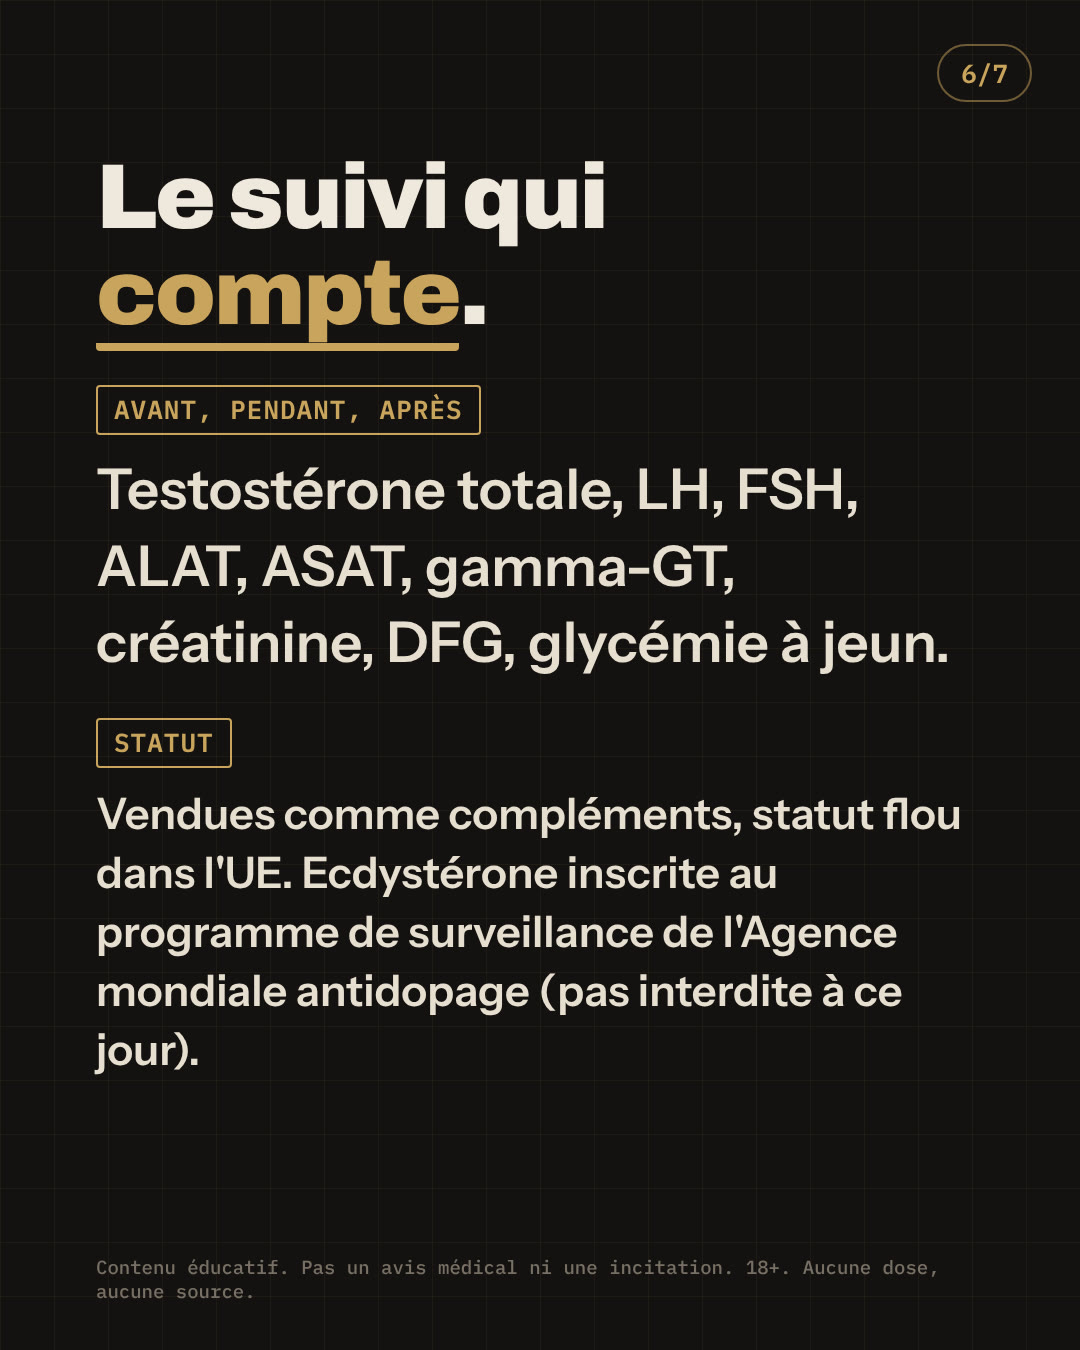 6/7
Le suivi qui
compte.
AVANT, PENDANT, APRÈS
Testostérone totale, LH, FSH,
ALAT, ASAT, gamma-GT,
créatinine, DFG, glycémie à jeun.
STATUT
Vendues comme compléments, statut flou
dans l'UE. Ecdystérone inscrite au
programme de surveillance de l'Agence
mondiale antidopage (pas interdite à ce
jour).
Contenu éducatif. Pas un avis médical ni une incitation. 18+. Aucune dose,
aucune source.